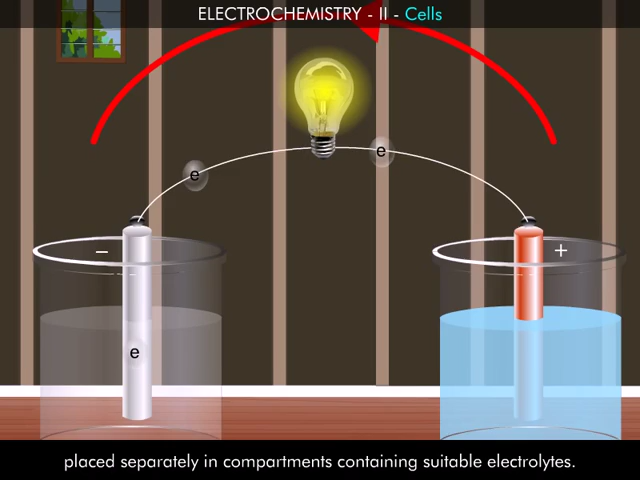 ELECTROCHEMISTRY - II - Cells
e
e
– +
e
placed separately in compartments containing suitable electrolytes.